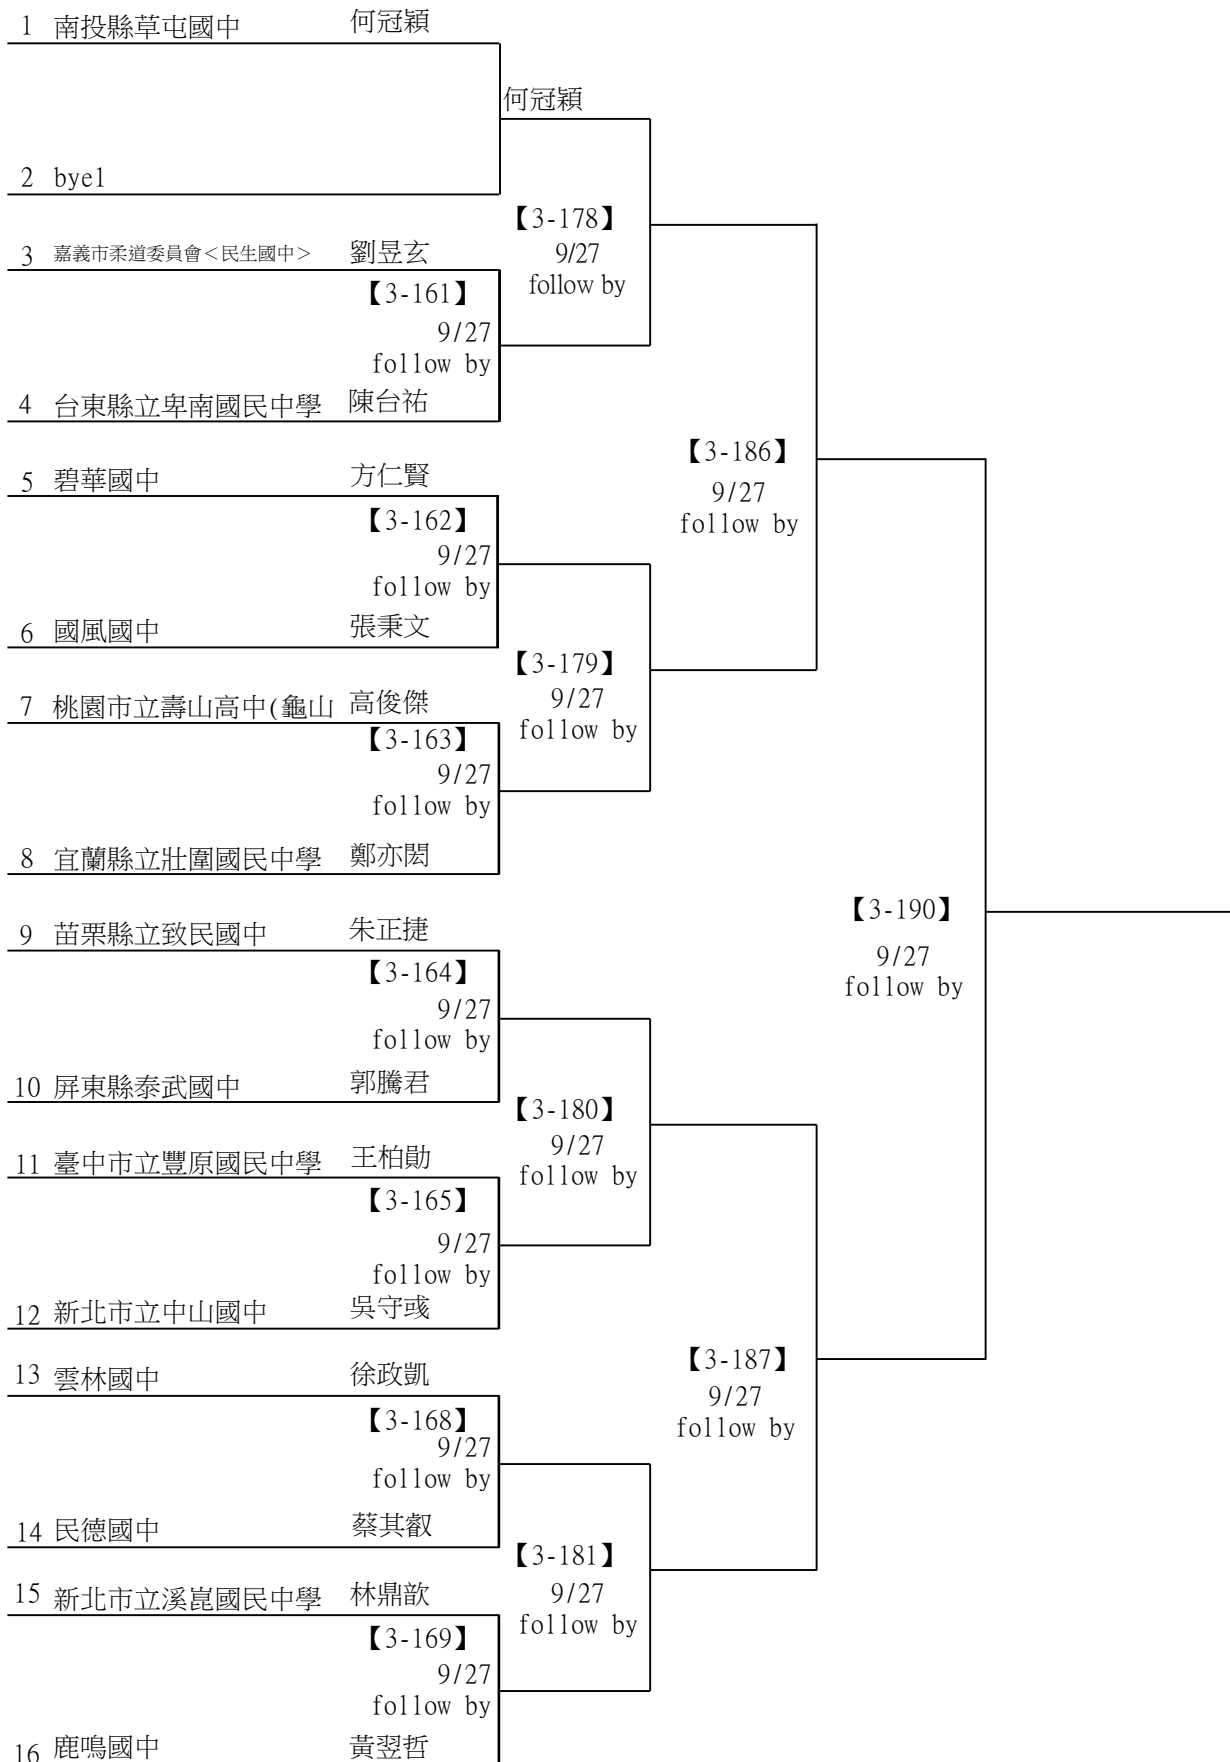 1 南投縣草屯國中 何冠穎
何冠穎
2 bye1
【3-178】
9/27
follow by
3 嘉義市柔道委員會<民生國中> 劉昱玄
【3-161】
9/27
follow by
4 台東縣立卑南國民中學 陳台祐
【3-186】
9/27
follow by
5 碧華國中 方仁賢
【3-162】
9/27
follow by
6 國風國中 張秉文
【3-179】
9/27
follow by
7 桃園市立壽山高中(龜山 高俊傑
【3-163】
9/27
follow by
8 宜蘭縣立壯圍國民中學 鄭亦閎
【3-190】
9/27
follow by
9 苗栗縣立致民國中 朱正捷
【3-164】
9/27
follow by
10 屏東縣泰武國中 郭騰君
【3-180】
9/27
follow by
11 臺中市立豐原國民中學 王柏勛
【3-165】
9/27
follow by
12 新北市立中山國中 吳守彧
【3-187】
9/27
follow by
13 雲林國中 徐政凱
【3-168】
9/27
follow by
14 民德國中 蔡其叡
【3-181】
9/27
follow by
15 新北市立溪崑國民中學 林鼎歆
【3-169】
9/27
follow by
16 鹿鳴國中 黃翌哲